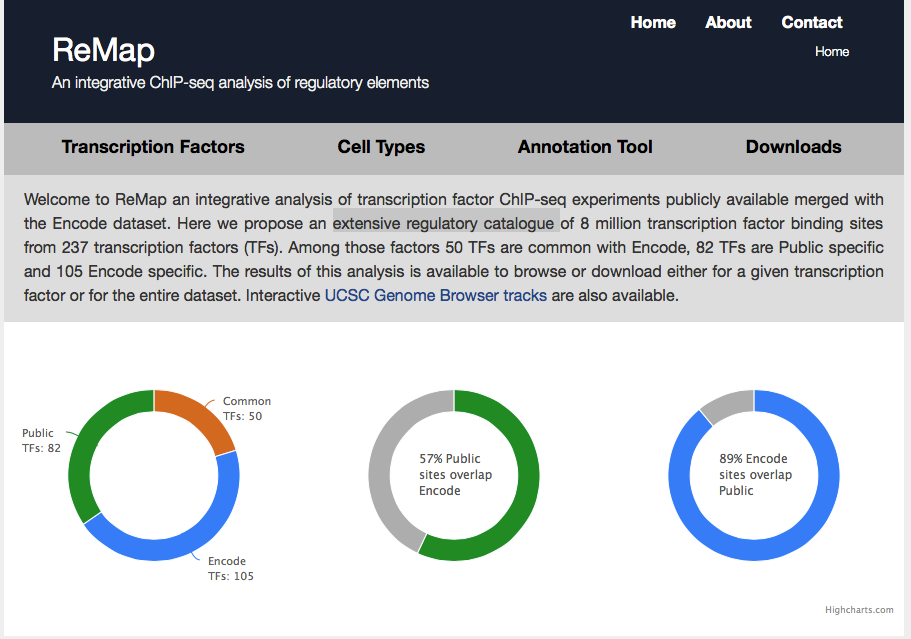 Home About Contact
ReMap
Home
An integrative ChIP-seq analysis of regulatory elements
Transcription Factors Cell Types Annotation Tool Downloads
Welcome to ReMap an integrative analysis of transcription factor ChIP-seq experiments publicly available merged with
the Encode dataset. Here we propose an extensive regulatory catalogue of 8 million transcription factor binding sites
from 237 transcription factors (TFs). Among those factors 50 TFs are common with Encode, 82 TFs are Public specific
and 105 Encode specific. The results of this analysis is available to browse or download either for a given transcription
factor or for the entire dataset. Interactive UCSC Genome Browser tracks are also available.
Common
TFs: 50
Public
TFs: 82
Encode
TFs: 105
57% Public
sites overlap
Encode
89% Encode
sites overlap
Public
Highcharts.com